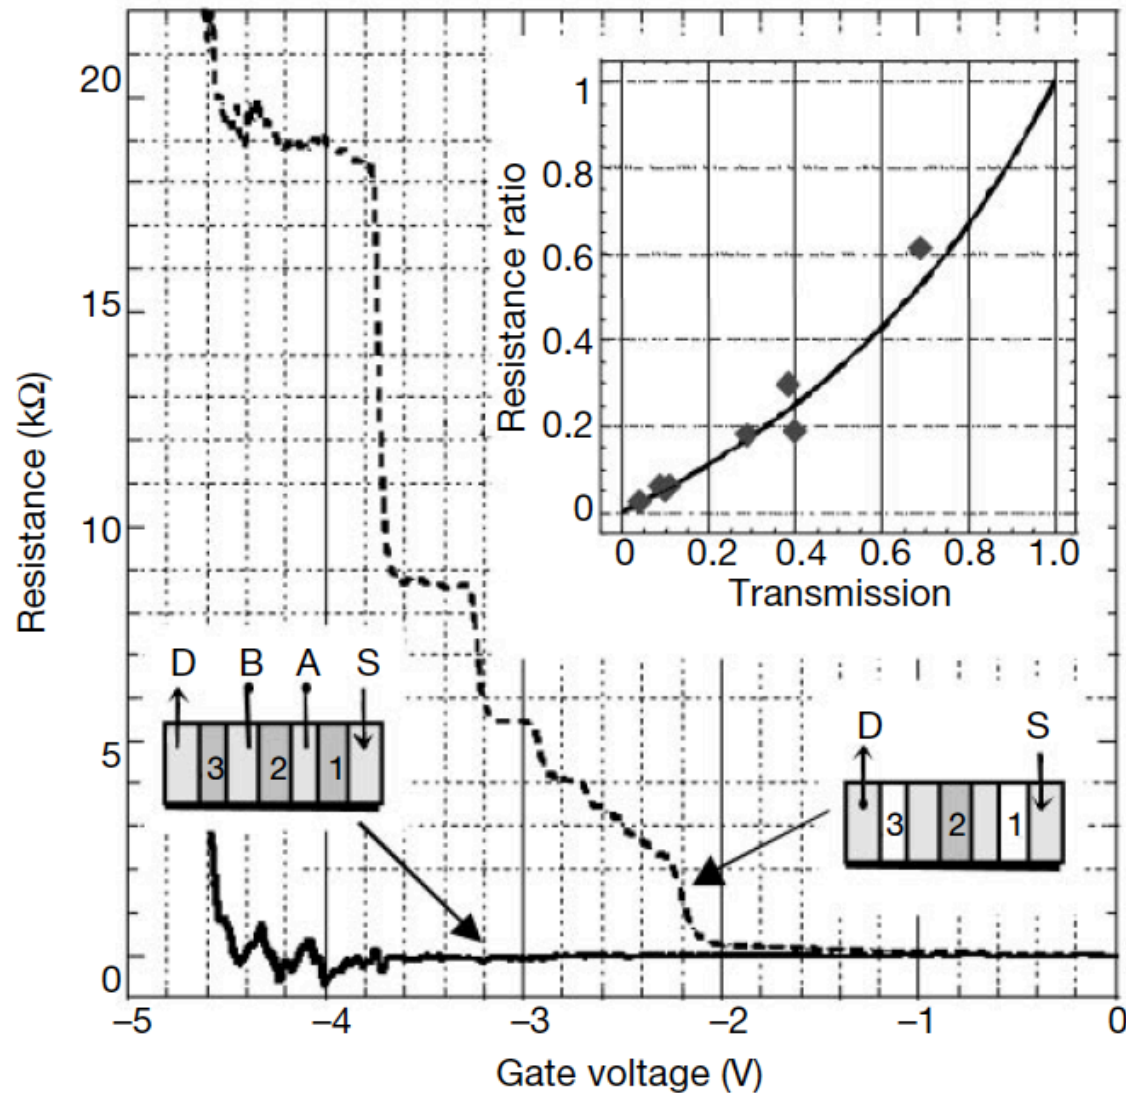 Resistance (kΩ)
20
15
10
5
0
–5
–4
–3
–2
–1
0
Gate voltage (V)
Resistance ratio
1
0.8
0.6
0.4
0.2
0
0
0.2
0.4
0.6
0.8
1.0
Transmission
D B A S
3 2 1
D S
3 2 1